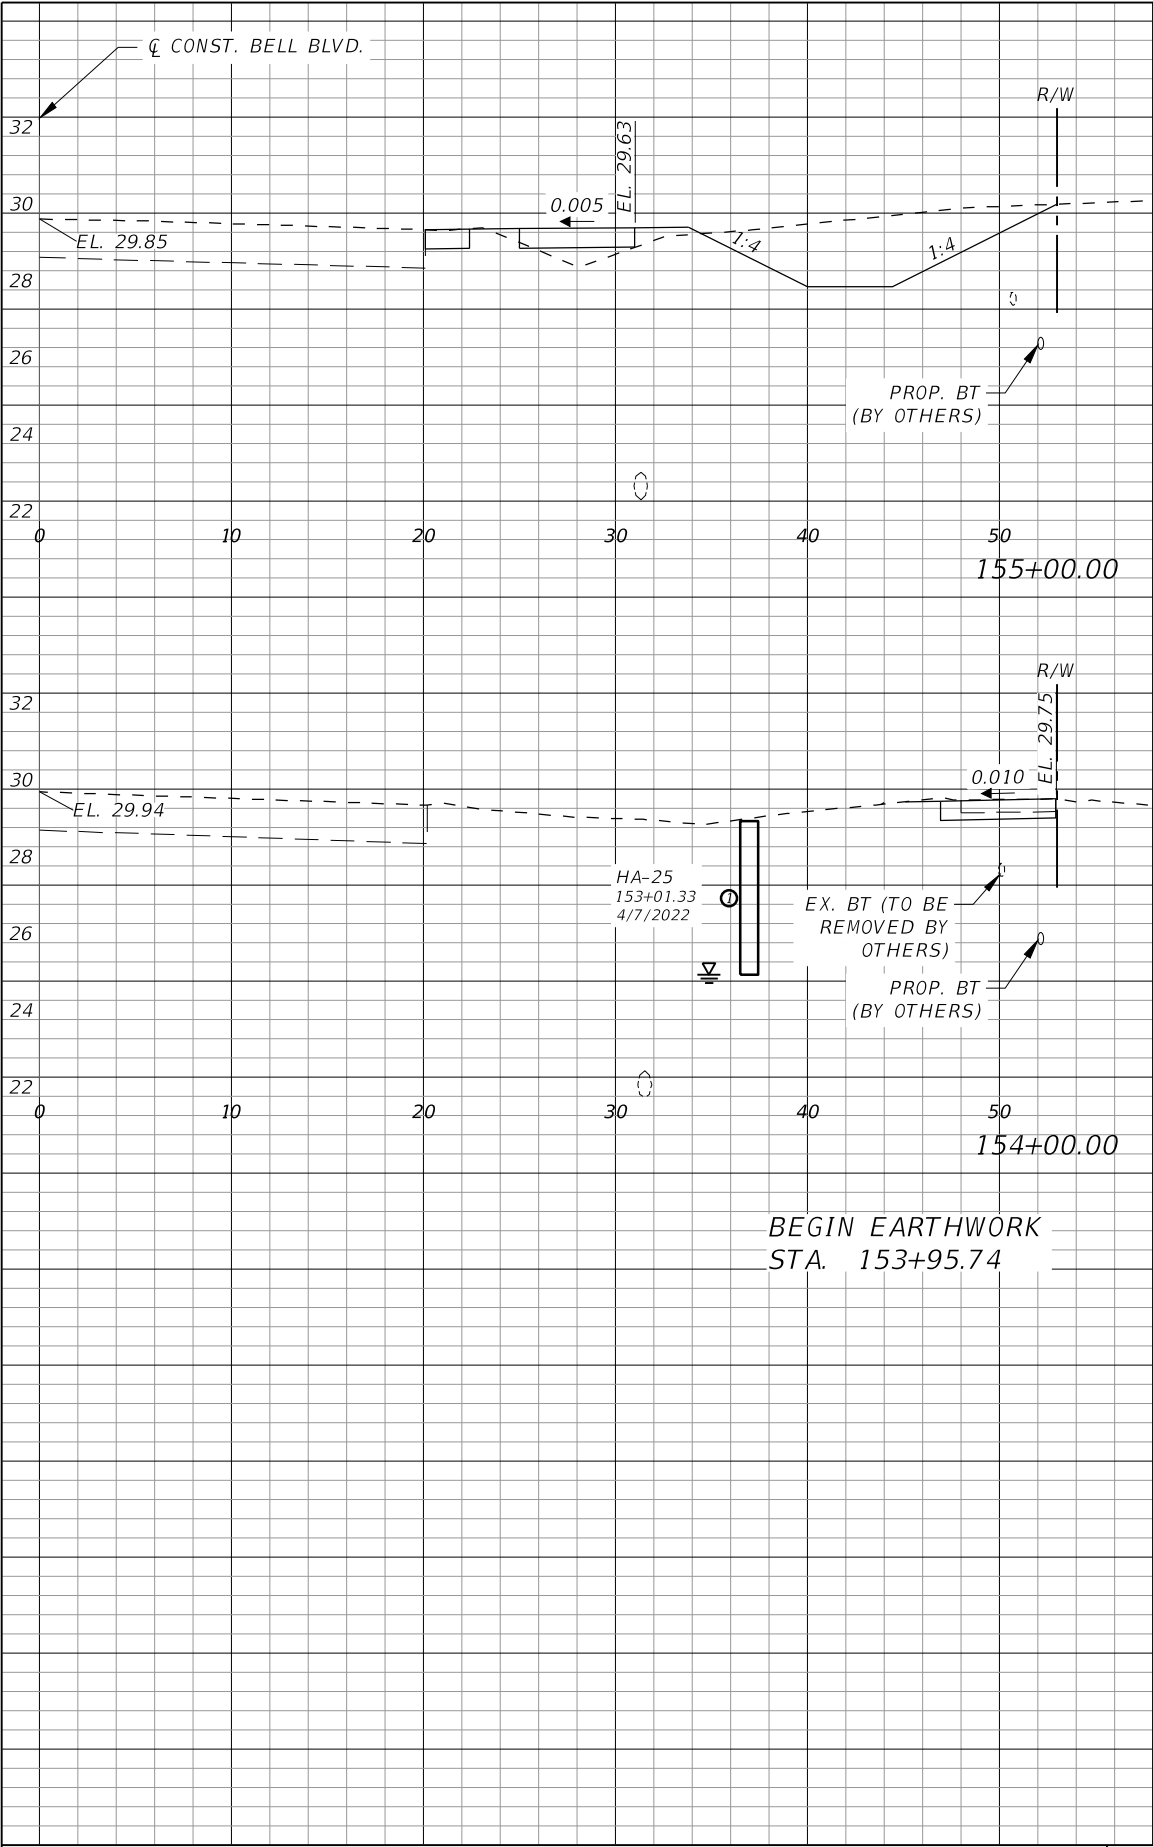 ℄ CONST. BELL BLVD.
R/W
32
EL. 29.63
30
0.005
EL. 29.85
1:4
1:4
28
26
PROP. BT
(BY OTHERS)
24
22
0 10 20 30 40 50
155+00.00
R/W
32
EL. 29.75
30
0.010
EL. 29.94
28
HA-25
153+01.33
4/7/2022
1
EX. BT (TO BE
REMOVED BY
OTHERS)
26
PROP. BT
(BY OTHERS)
24
22
0 10 20 30 40 50
154+00.00
BEGIN EARTHWORK
STA. 153+95.74